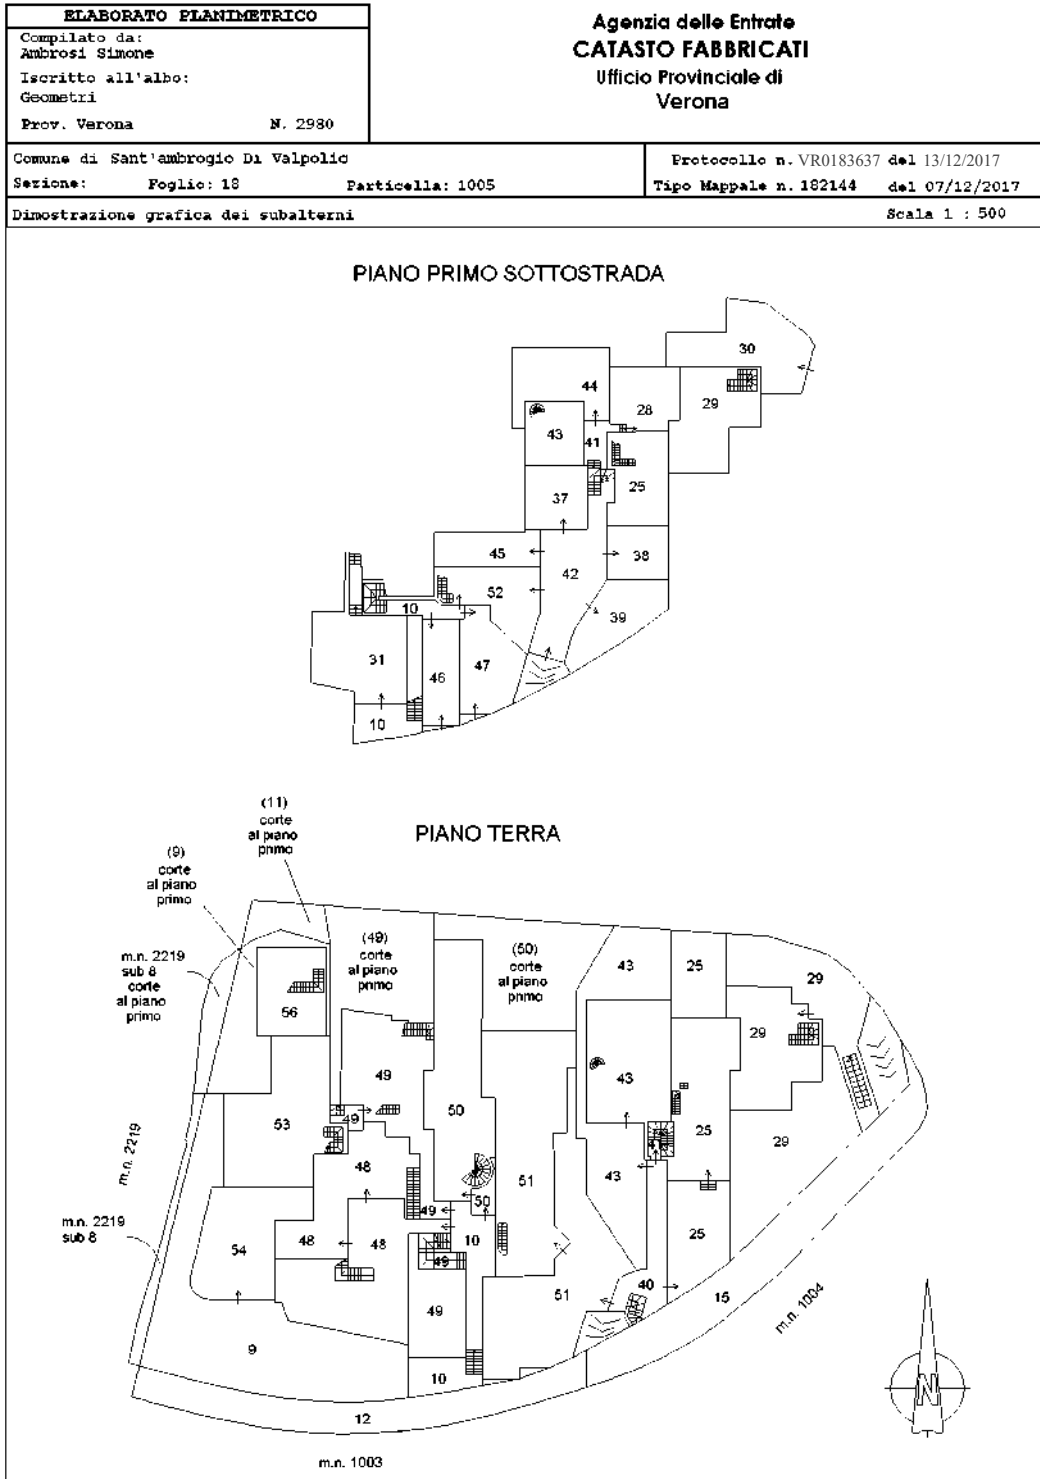 ELABORATO PLANIMETRICO
Compilato da:
Ambrosi Simone
Iscritto all'albo:
Geometri
Prov. Verona N. 2980
Agenzia delle Entrate
CATASTO FABBRICATI
Ufficio Provinciale di
Verona
Comune di Sant'ambrogio Di Valpolic
Sezione: Foglio: 18 Particella: 1005
Protocollo n. VR0183637 del 13/12/2017
Tipo Mappale n. 182144 del 07/12/2017
Dimostrazione grafica dei subalterni Scala 1 : 500
PIANO PRIMO SOTTOSTRADA
30
44
28
29
43
41
37
25
45
42
38
52
10
39
31
46
47
10
PIANO TERRA
(11)
corte
al piano
primo
(9)
corte
al piano
primo
m.n. 2219
sub 8
corte
al piano
primo
(49)
corte
al piano
primo
(50)
corte
al piano
primo
43
25
29
56
29
49
43
50
53
49
25
41
29
48
43
51
50
49
m.n. 2219
m.n. 2219
sub 8
54
48
48
10
25
49
40
51
15
49
m.n. 1004
9
10
12
N
m.n. 1003